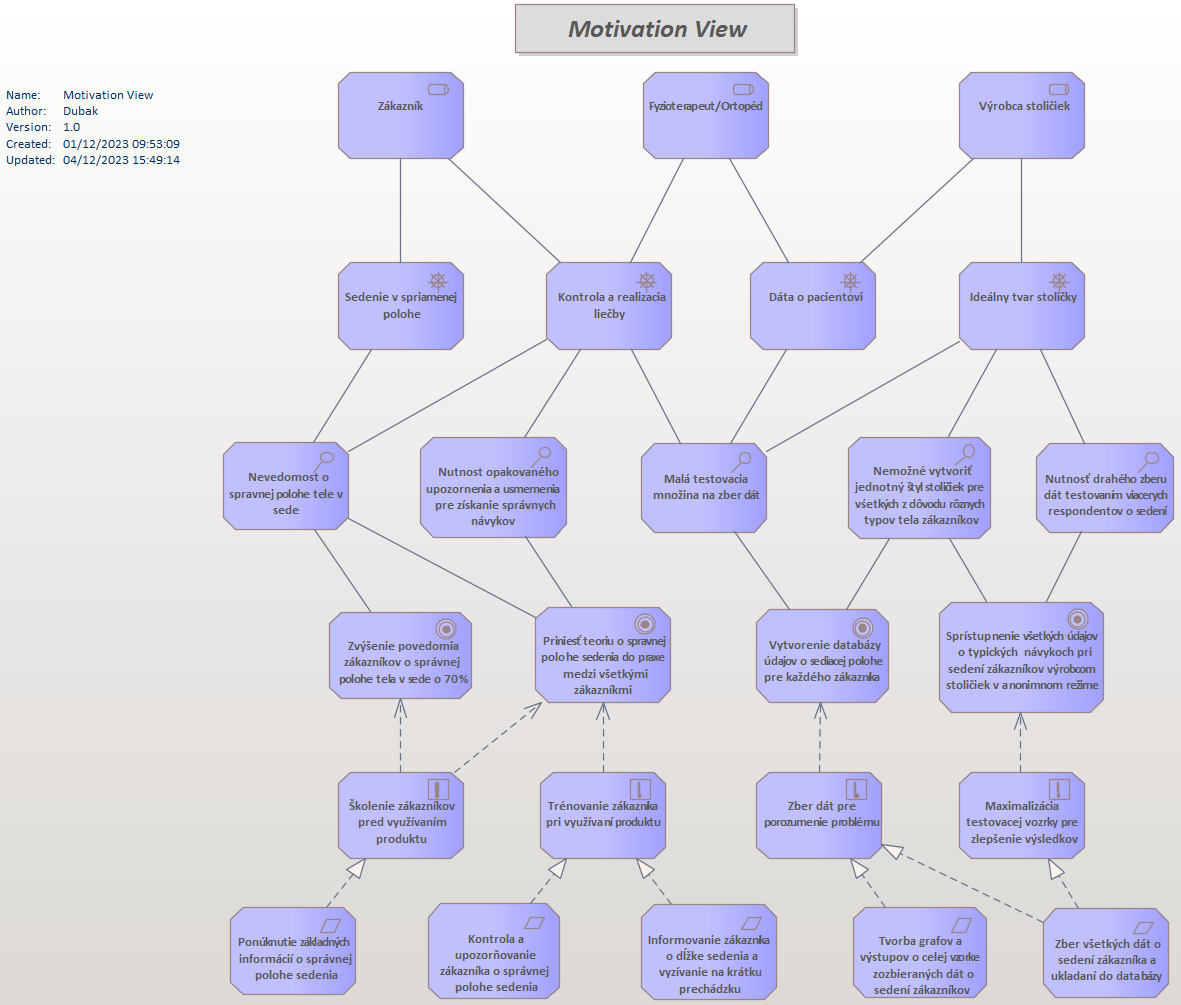 Motivation View
Name: Motivation View
Author: Dubak
Version: 1.0
Created: 01/12/2023 09:53:09
Updated: 04/12/2023 15:49:14
Zákazník
Fyzioterapeut/Ortopéd
Výrobca stoličiek
Sedenie v spriamenej
polohe
Kontrola a realizacia
liečby
Dáta o pacientovi
Ideálny tvar stoličky
Nevedomost o
spravnej polohe tele v
sede
Nutnost opakovaného
upozornenia a usmernenia
pre získanie správnych
návykov
Malá testovacia
množina na zber dát
Nemožné vytvoriť
jednotný štyl stoličiek pre
všetkých z dôvodu rôznych
typov tela zákazníkov
Nutnosť drahého zberu
dát testovaním viacerych
respondentov o sedení
Zvýšenie povedomia
zákazníkov o správnej
polohe tela v sede o 70%
Priniesť teoriu o spravnej
polohe sedenia do praxe
medzi všetkými
zákazníkmi
Vytvorenie databázy
údajov o sediacej polohe
pre každého zákaznika
Sprístupnenie všetkých údajov
o typických návykoch pri
sedení zákazníkov výrobcom
stoličiek v anonimnom režime
Školenie zákazníkov
pred využívaním
produktu
Trénovanie zákaznika
pri využívaní produktu
Zber dát pre
porozumenie problému
Maximalizácia
testovacej vozrky pre
zlepšenie výsledkov
Ponúknutie základných
informácií o správnej
polohe sedenia
Kontrola a
upozorňovanie
zákaznika o správnej
polohe sedenia
Informovanie zákaznika
o dĺžke sedenia a
vyzívanie na krátku
prechádzku
Tvorba grafov a
výstupov o celej vzorke
zozbieraných dát o
sedení zákazníkov
Zber všetkých dát o
sedení zákaznika a
ukladaní do databázy